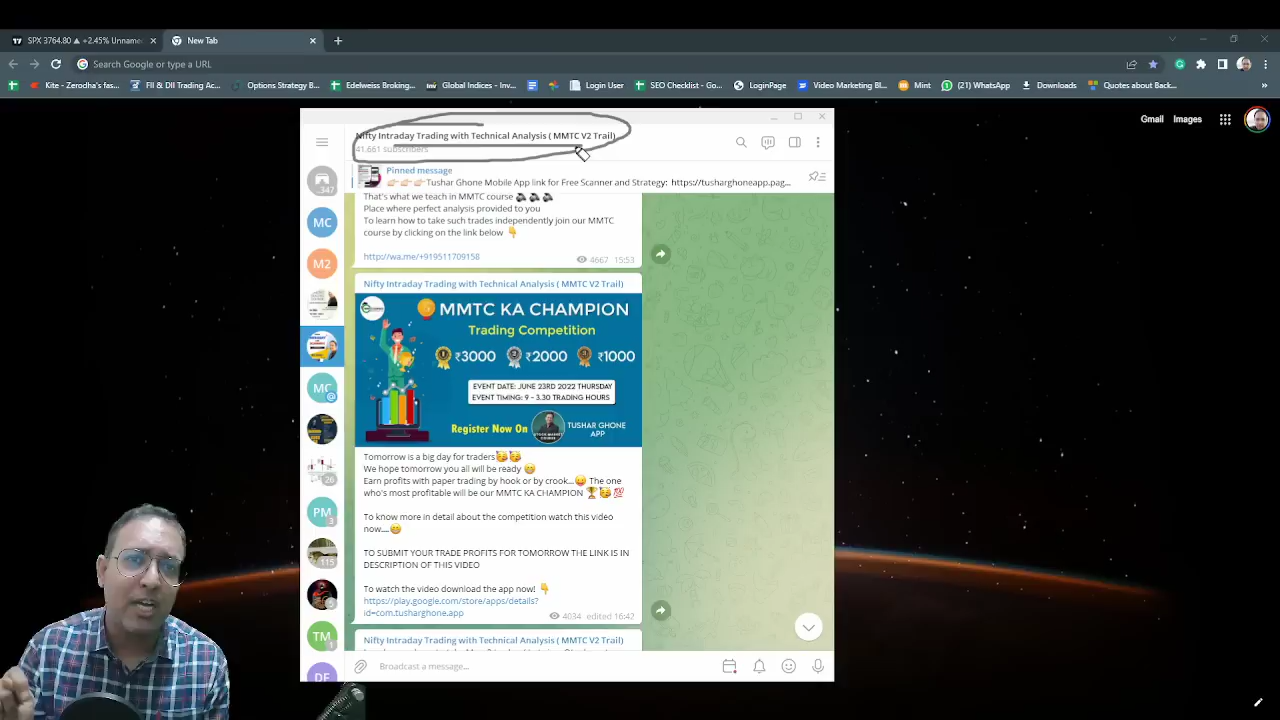 SPX 3764.80 ▲ +2.45% Unname
New Tab
Search Google or type a URL
Kite - Zerodha's
FII & DII Trading Ac...
Options Strategy B...
Edelweiss Broking...
Global Indices - Inv...
Login User
SEO Checklist - Go...
LoginPage
Video Marketing Bl...
Mint
(21) WhatsApp
Downloads
Quotes about back...
Gmail
Images
Nifty Intraday Trading with Technical Analysis ( MMTC V2 Trail)
41,661 subscribers
Pinned message
👉🏻 👉🏻 👉🏻 Tushar Ghone Mobile App link for Free Scanner and Strategy: https://tusharghoneapp.pag...
That's what we teach in MMTC course
Place where perfect analysis provided to you
To learn how to take such trades independently join our MMTC
course by clicking on the link below 👇
http://wa.me/+919511709158
4667 15:53
Nifty Intraday Trading with Technical Analysis ( MMTC V2 Trail)
MMTC KA CHAMPION
Trading Competition
₹3000 ₹2000 ₹1000
EVENT DATE: JUNE 23RD 2022 THURSDAY
EVENT TIMING: 9 - 3.30 TRADING HOURS
Register Now On
TUSHAR GHONE
APP
Tomorrow is a big day for traders🥳🥳
We hope tomorrow you all will be ready 😁
Earn profits with paper trading by hook or by crook...😛 The one
who's most profitable will be our MMTC KA CHAMPION 🏆🥳💯
To know more in detail about the competition watch this video
now....😁
TO SUBMIT YOUR TRADE PROFITS FOR TOMORROW THE LINK IS IN
DESCRIPTION OF THIS VIDEO
To watch the video download the app now! 👇
https://play.google.com/store/apps/details?
id=com.tusharghone.app
4034 edited 16:42
Nifty Intraday Trading with Technical Analysis ( MMTC V2 Trail)
Broadcast a message...
347
MC
M2
MC
26
PM
3
115
TM
1
DF